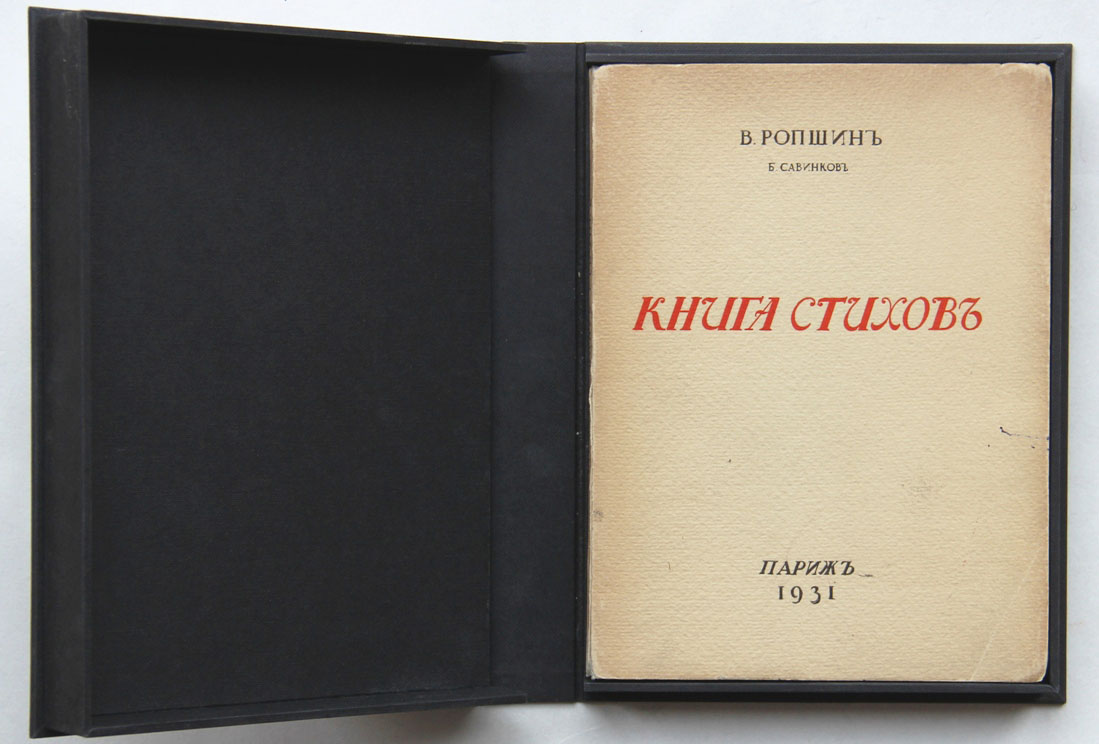 В. РОПШИНЪ
Б. САВИНКОВЪ
КНИГА СТИХОВЪ
ПАРИЖЪ
1931